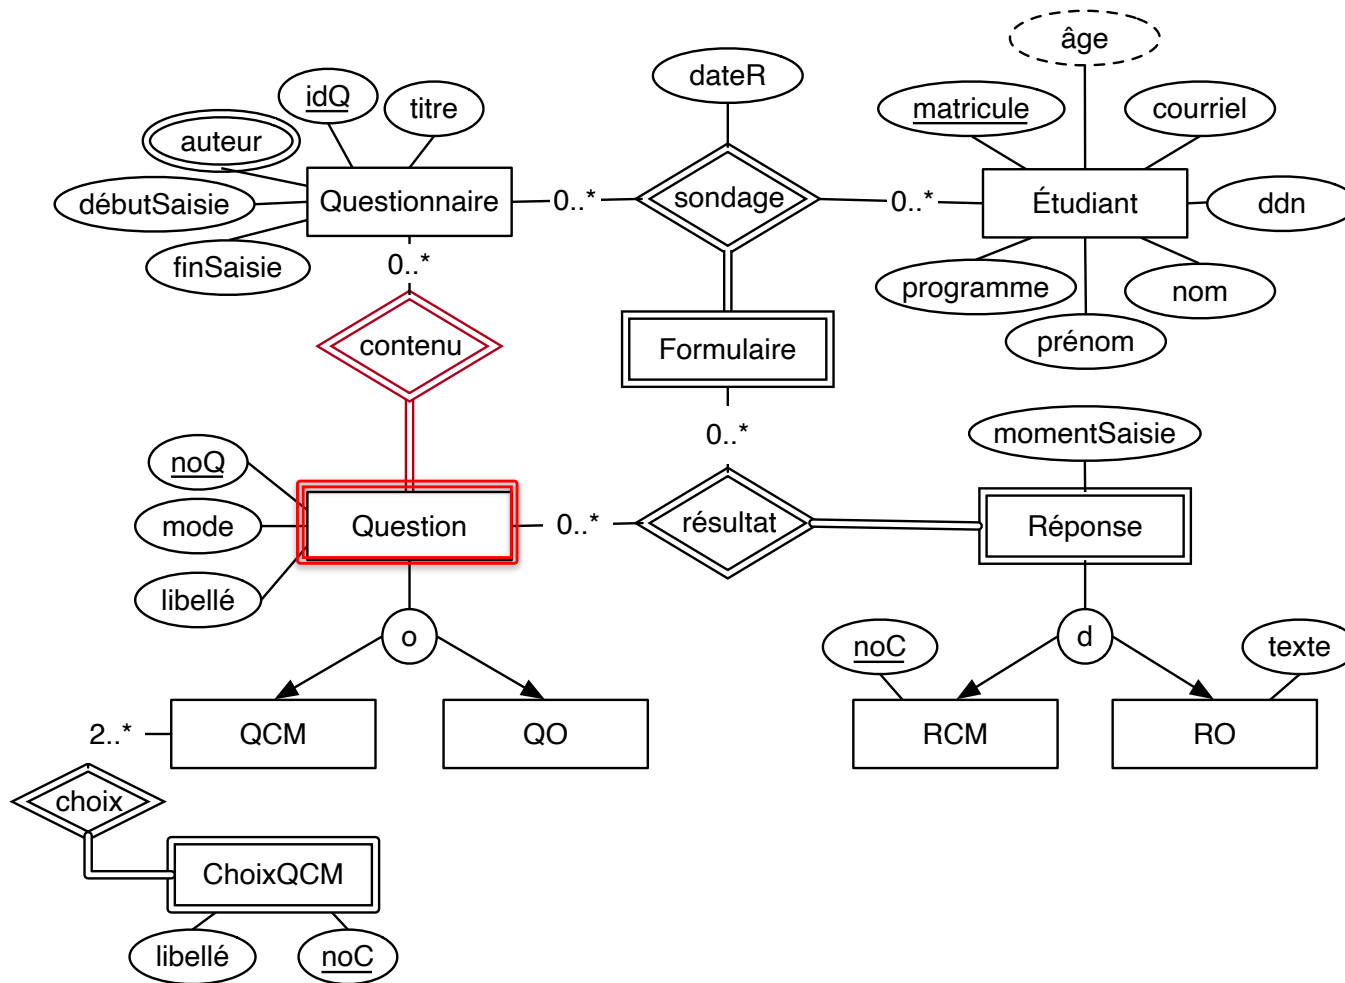 âge
dateR
idQ
titre
matricule
courriel
auteur
débutSaisie
Questionnaire
0..*
sondage
0..*
Étudiant
ddn
finSaisie
0..*
programme
nom
prénom
contenu
Formulaire
0..*
momentSaisie
noQ
mode
Question
0..*
résultat
Réponse
libellé
o
d
noC
texte
2..*
QCM
QO
RCM
RO
choix
ChoixQCM
libellé
noC